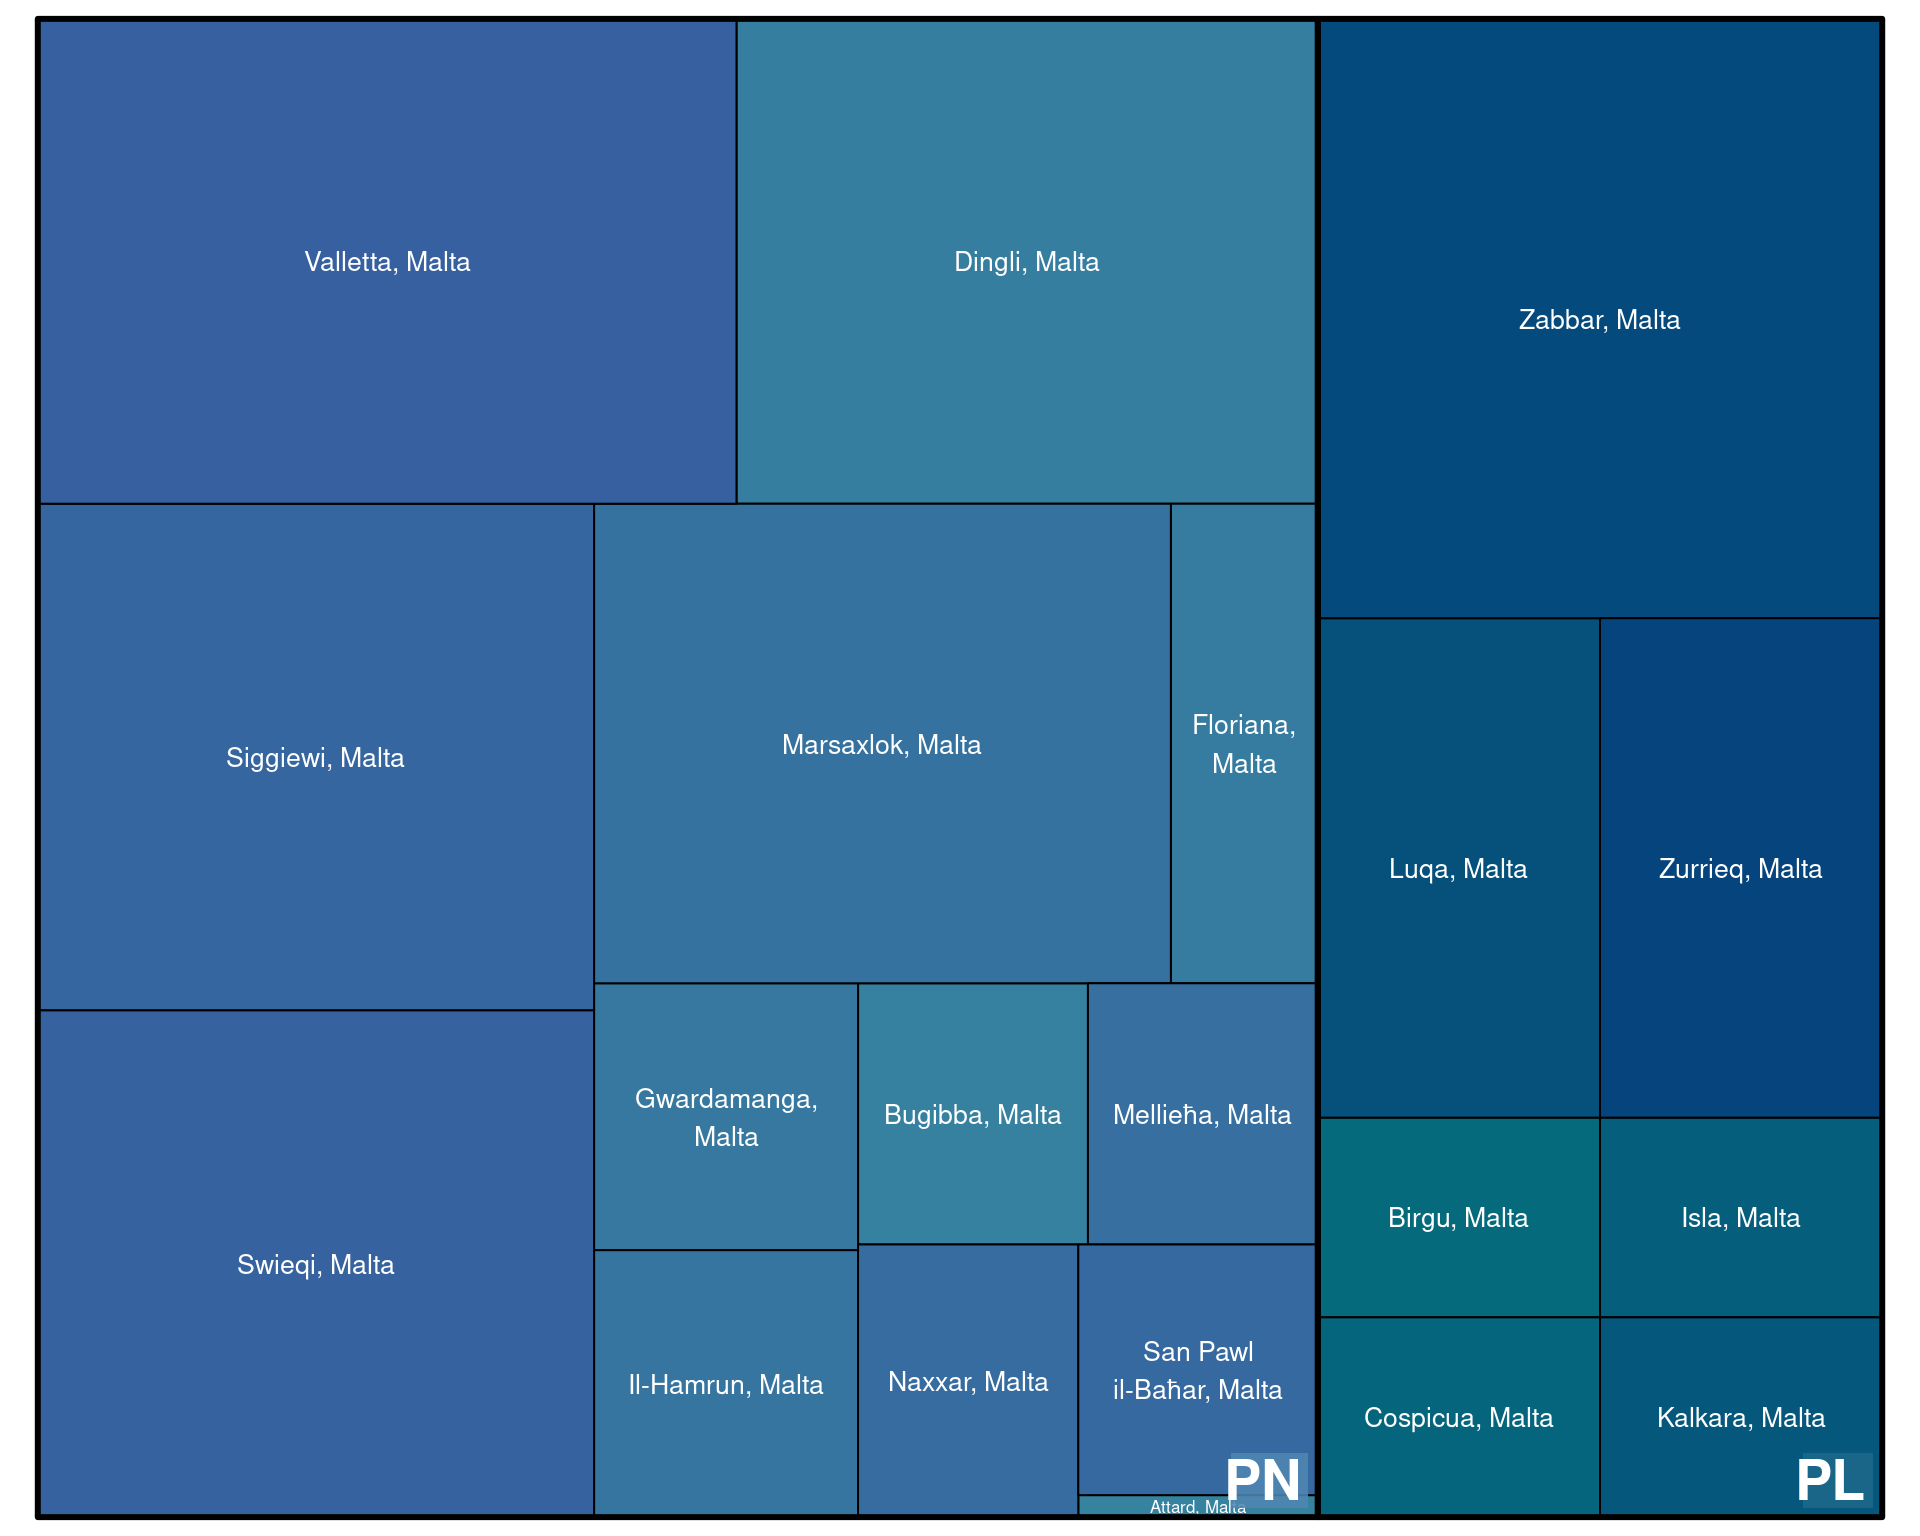 Valletta, Malta
Dingli, Malta
Zabbar, Malta
Siggiewi, Malta
Marsaxlok, Malta
Floriana,
Malta
Luqa, Malta
Zurrieq, Malta
Swieqi, Malta
Gwardamanga,
Malta
Bugibba, Malta
Mellieħa, Malta
Birgu, Malta
Isla, Malta
Il-Hamrun, Malta
Naxxar, Malta
San Pawl
il-Baħar, Malta
Cospicua, Malta
Kalkara, Malta
PN
PL
Attard, Malta